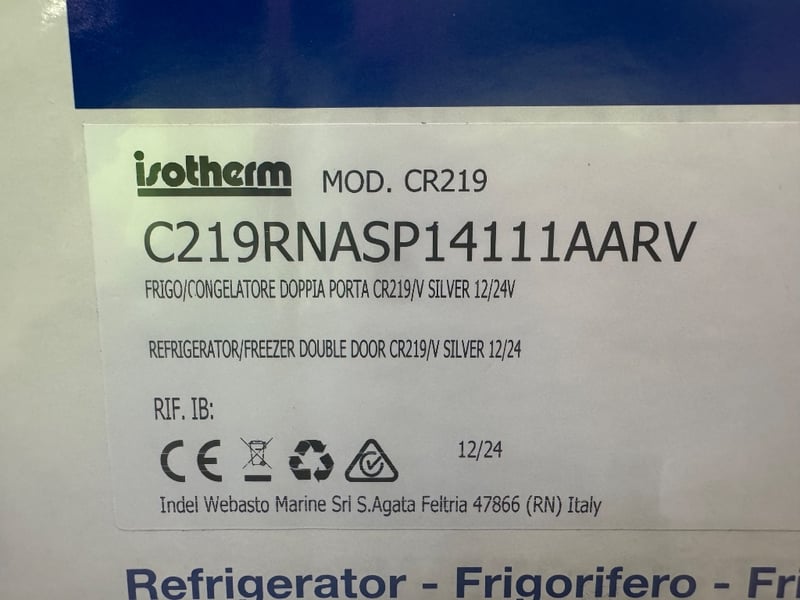 isotherm MOD. CR219
C219RNASP14111AARV
FRIGO/CONGELATORE DOPPIA PORTA CR219/V SILVER 12/24V
REFRIGERATOR/FREEZER DOUBLE DOOR CR219/V SILVER 12/24
RIF. IB:
CE 12/24
Indel Webasto Marine Srl S.Agata Feltria 47866 (RN) Italy
Refrigerator - Frigorifero - Fri